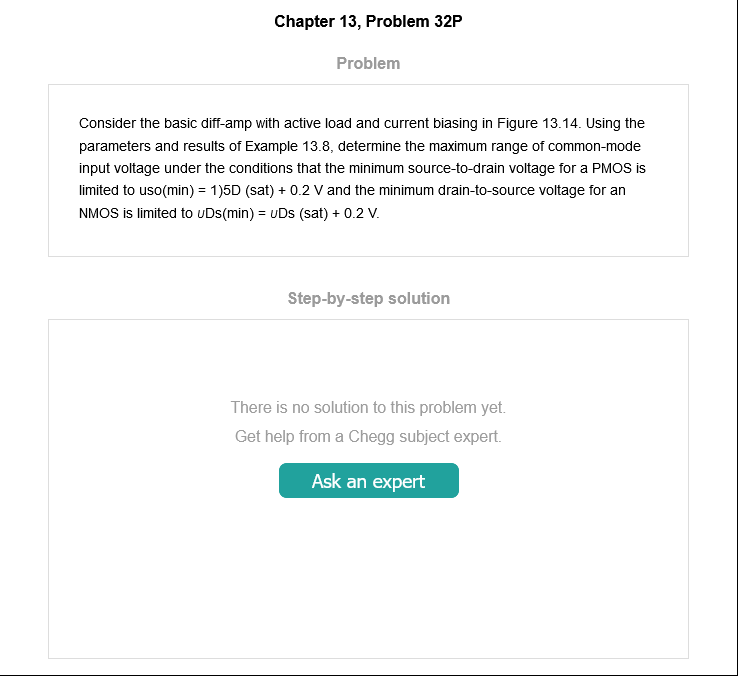 Chapter 13, Problem 32P
Problem
Consider the basic diff-amp with active load and current biasing in Figure 13.14. Using the
parameters and results of Example 13.8, determine the maximum range of common-mode
input voltage under the conditions that the minimum source-to-drain voltage for a PMOS is
limited to uso(min) = 1)5D (sat) + 0.2 V and the minimum drain-to-source voltage for an
NMOS is limited to υDs(min) = υDs (sat) + 0.2 V.
Step-by-step solution
There is no solution to this problem yet.
Get help from a Chegg subject expert.
Ask an expert